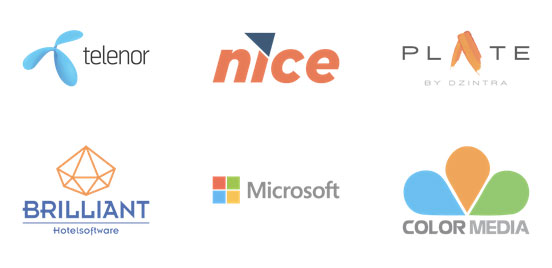 telenor
nice
PLATE
BY DZINTRA
BRILLIANT
Hotelsoftware
Microsoft
COLOR MEDIA